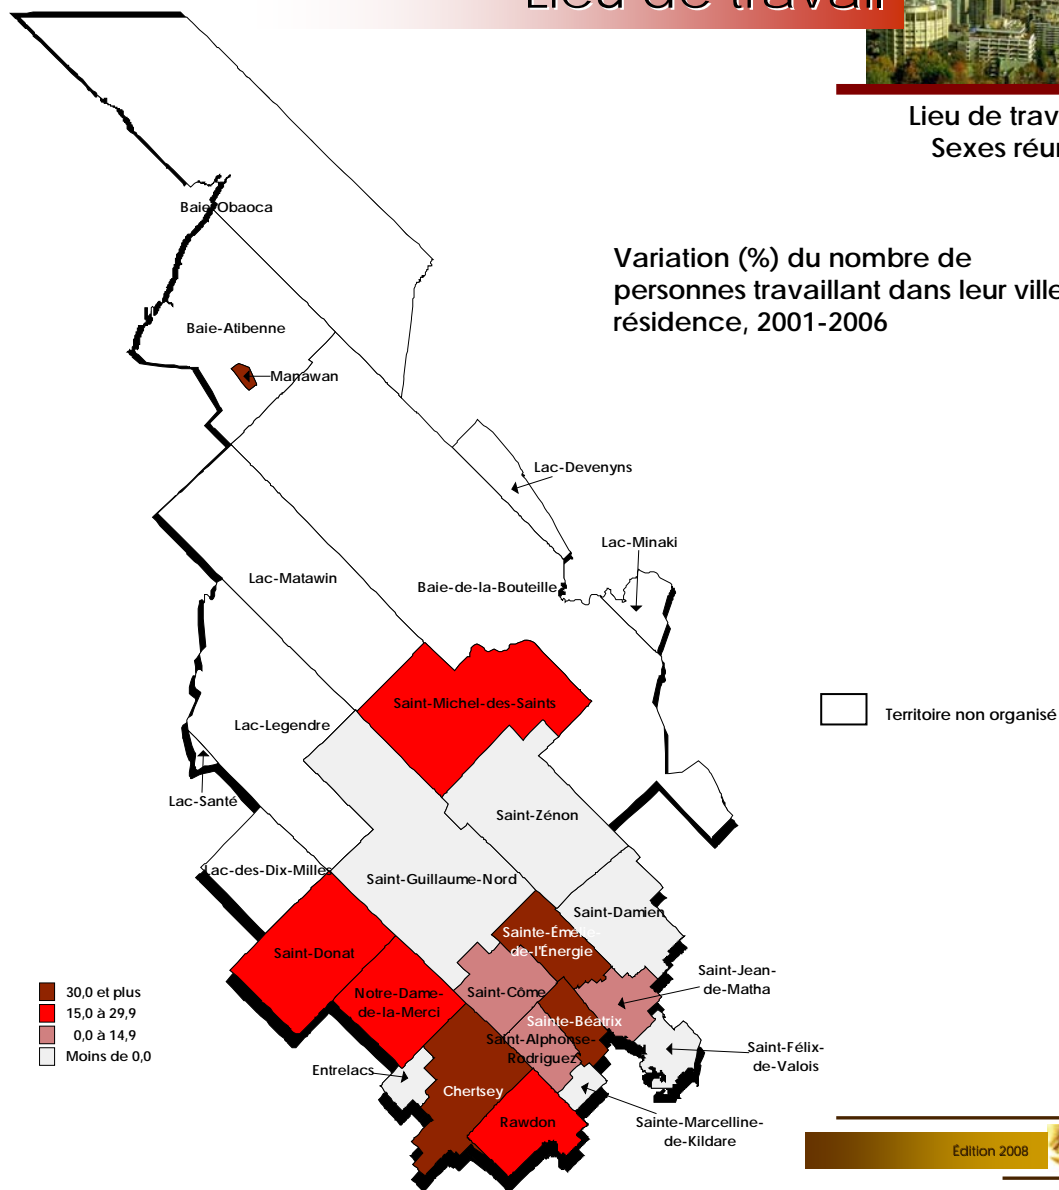 Lieu de travail
Lieu de trav
Sexes réur
Variation (%) du nombre de
personnes travaillant dans leur ville
résidence, 2001-2006
Baie-Obaoca
Baie-Atibenne
Manawan
Lac-Devenyns
Lac-Minaki
Lac-Matawin
Baie-de-la-Bouteille
Saint-Michel-des-Saints
Lac-Legendre
Territoire non organisé
Lac-Santé
Saint-Zénon
Lac-des-Dix-Milles
Saint-Guillaume-Nord
Saint-Damien
Sainte-Émélie-
de-l'Énergie
Saint-Donat
Saint-Jean-
de-Matha
Notre-Dame-
de-la-Merci
Saint-Côme
Sainte-Béatrix
Saint-Alphonse-
Rodriguez
Saint-Félix-
de-Valois
Entrelacs
Chertsey
Rawdon
Sainte-Marcelline-
de-Kildare
30,0 et plus
15,0 à 29,9
0,0 à 14,9
Moins de 0,0
Édition 2008